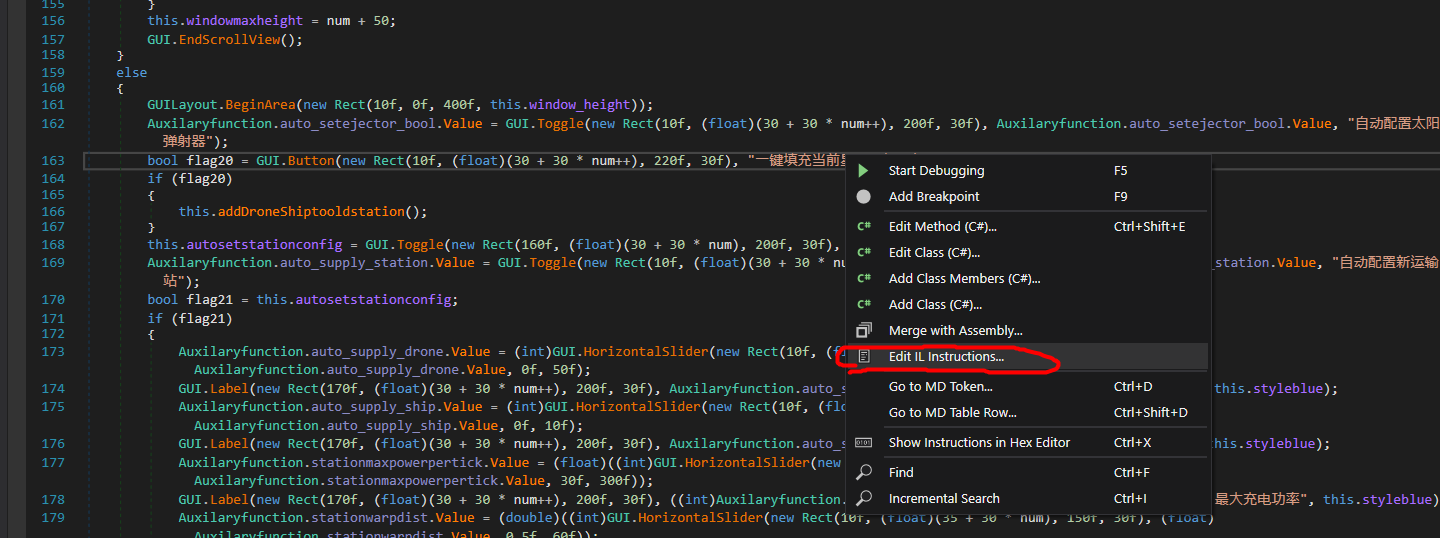 155 }
156 this.windowmaxheight = num + 50;
157 GUI.EndScrollView();
158 }
159 else
160 {
161 GUILayout.BeginArea(new Rect(10f, 0f, 400f, this.window_height));
162 Auxilaryfunction.auto_setejector_bool.Value = GUI.Toggle(new Rect(10f, (float)(30 + 30 * num++), 200f, 30f), Auxilaryfunction.auto_setejector_bool.Value, "自动配置太阳
弹射器");
163 bool flag20 = GUI.Button(new Rect(10f, (float)(30 + 30 * num++), 220f, 30f), "一键填充当前
164 if (flag20)
165 {
166 this.addDroneShiptooldstation();
167 }
168 this.autosetstationconfig = GUI.Toggle(new Rect(160f, (float)(30 + 30 * num), 200f, 30f),
169 Auxilaryfunction.auto_supply_station.Value = GUI.Toggle(new Rect(10f, (float)(30 + 30 * nu _station.Value, "自动配置新运输
站");
170 bool flag21 = this.autosetstationconfig;
171 if (flag21)
172 {
173 Auxilaryfunction.auto_supply_drone.Value = (int)GUI.HorizontalSlider(new Rect(10f, (fl
Auxilaryfunction.auto_supply_drone.Value, 0f, 50f);
174 GUI.Label(new Rect(170f, (float)(30 + 30 * num++), 200f, 30f), Auxilaryfunction.auto_s this.styleblue);
175 Auxilaryfunction.auto_supply_ship.Value = (int)GUI.HorizontalSlider(new Rect(10f, (flo
Auxilaryfunction.auto_supply_ship.Value, 0f, 10f);
176 GUI.Label(new Rect(170f, (float)(30 + 30 * num++), 200f, 30f), Auxilaryfunction.auto_s this.styleblue);
177 Auxilaryfunction.stationmaxpowerpertick.Value = (float)((int)GUI.HorizontalSlider(new
Auxilaryfunction.stationmaxpowerpertick.Value, 30f, 300f));
178 GUI.Label(new Rect(170f, (float)(30 + 30 * num++), 200f, 30f), ((int)Auxilaryfunction. 最大充电功率", this.styleblue)
179 Auxilaryfunction.stationwarpdist.Value = (double)((int)GUI.HorizontalSlider(new Rect(10f, (float)(35 + 30 * num), 150f, 30f), (float)
Auxilaryfunction.stationwarpdist.Value, 0.5f, 60f));
Start Debugging F5
Add Breakpoint F9
C# Edit Method (C#)... Ctrl+Shift+E
C# Edit Class (C#)...
C# Add Class Members (C#)...
C# Add Class (C#)...
Merge with Assembly...
Edit IL Instructions...
Go to MD Token... Ctrl+D
Go to MD Table Row... Ctrl+Shift+D
Show Instructions in Hex Editor Ctrl+X
Find Ctrl+F
Incremental Search Ctrl+I